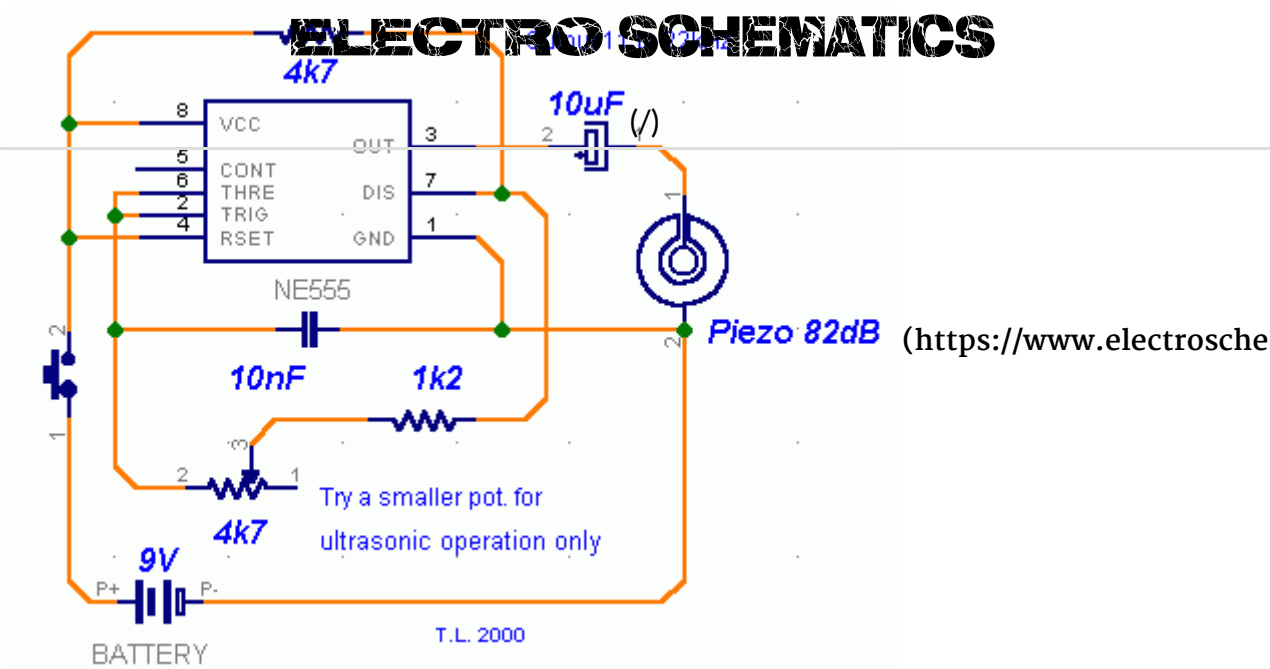 ELECTRO SCHEMATICS
4k7
10uF
(/)
8
VCC
3
OUT
2
1
5
CONT
6
THRE
7
DIS
2
TRIG
4
RSET
1
GND
1
NE555
2
2
Piezo 82dB
(https://www.electrosche
10nF
1k2
1
3
2
1
Try a smaller pot. for
4k7
ultrasonic operation only
9V
P+
P-
T.L. 2000
BATTERY